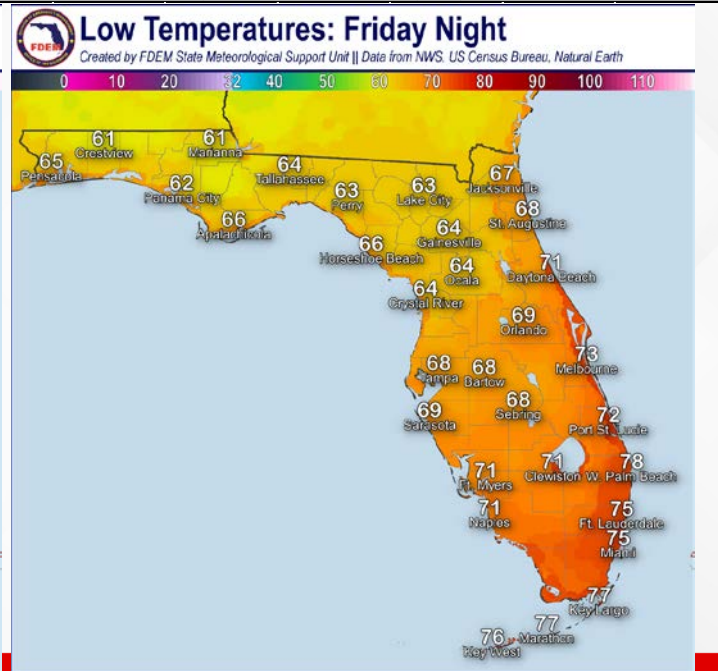 FDEM
Low Temperatures: Friday Night
Created by FDEM State Meteorological Support Unit || Data from NWS. US Census Bureau, Natural Earth
0 10 20 32 40 50 60 70 80 90 100 110
61
Crestview
61
Marianna
65
Pensacola
62
Panama City
64
Tallahassee
63
Perry
63
Lake City
67
Jacksonville
66
Apalachicola
68
St. Augustine
64
Gainesville
66
Horseshoe Beach
64
Ocala
71
Daytona Beach
64
Crystal River
69
Orlando
73
Melbourne
68
Tampa
68
Bartow
69
Sarasota
68
Sebring
72
Port St. Lucie
71
Ft. Myers
71
Clewiston
78
W. Palm Beach
71
Naples
75
Ft. Lauderdale
75
Miami
77
Key Largo
77
Marathon
76
Key West